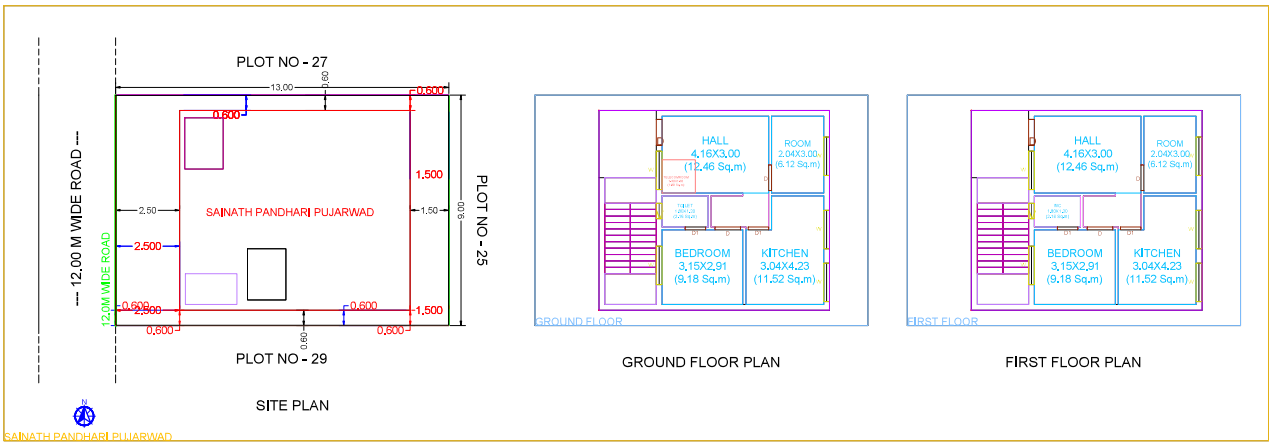 PLOT NO - 27
13.00
0.60
0.600
0.600
--- 12.00 M WIDE ROAD ---
12.0M WIDE ROAD
2.50
2.500
SAINATH PANDHARI PUJARWAD
1.500
1.50
9.00
PLOT NO - 25
0.600
2.500
0.600
0.600
0.60
0.600
1.500
PLOT NO - 29
SITE PLAN
N
SAINATH PANDHARI PUJARWAD
HALL
4.16X3.00
(12.46 Sq.m)
ROOM
2.04X3.00
(6.12 Sq.m)
D
D
D1
D1
BEDROOM
3.15X2.91
(9.18 Sq.m)
KITCHEN
3.04X4.23
(11.52 Sq.m)
GROUND FLOOR
GROUND FLOOR PLAN
HALL
4.16X3.00
(12.46 Sq.m)
ROOM
2.04X3.00
(6.12 Sq.m)
D
D
D1
D1
BEDROOM
3.15X2.91
(9.18 Sq.m)
KITCHEN
3.04X4.23
(11.52 Sq.m)
FIRST FLOOR
FIRST FLOOR PLAN